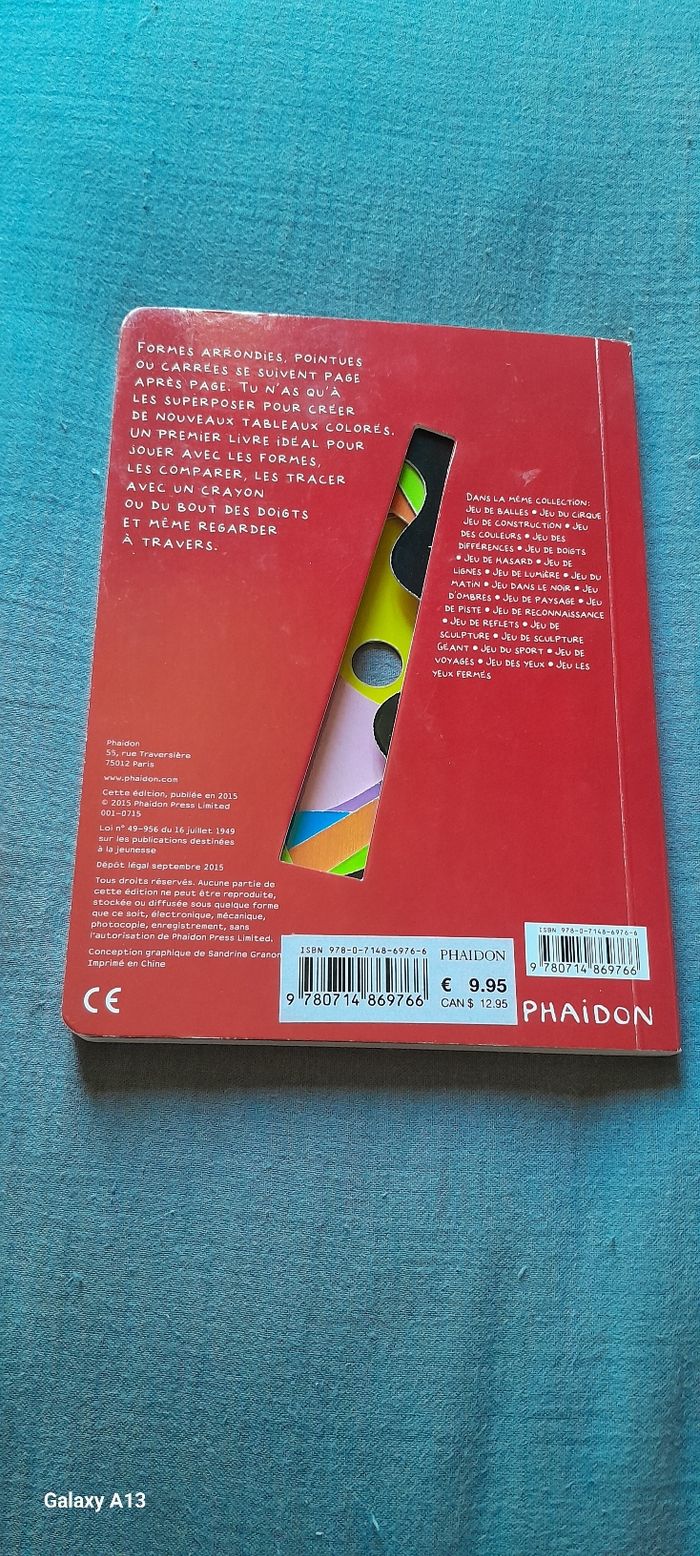 FORMES ARRONDIES, POINTUES
OU CARRÉES SE SUIVENT PAGE
APRÈS PAGE. TU N'AS QU'À
LES SUPERPOSER POUR CRÉER
DE NOUVEAUX TABLEAUX COLORÉS.
UN PREMIER LIVRE IDÉAL POUR
JOUER AVEC LES FORMES,
LES COMPARER, LES TRACER
AVEC UN CRAYON
OU DU BOUT DES DOIGTS
ET MÊME REGARDER
À TRAVERS.
DANS LA MÊME COLLECTION:
JEU DE BALLES • JEU DU CIRQUE
JEU DE CONSTRUCTION • JEU
DES COULEURS • JEU DES
DIFFÉRENCES • JEU DE DOIGTS
• JEU DE HASARD • JEU DE
LIGNES • JEU DE LUMIÈRE • JEU DU
MATIN • JEU DANS LE NOIR • JEU
D'OMBRES • JEU DE PAYSAGE • JEU
DE PISTE • JEU DE RECONNAISSANCE
• JEU DE REFLETS • JEU DE
SCULPTURE • JEU DE SCULPTURE
GÉANT • JEU DU SPORT • JEU DE
VOYAGES • JEU DES YEUX • JEU LES
YEUX FERMÉS
Phaidon
55, rue Traversière
75012 Paris
www.phaidon.com
Cette édition, publiée en 2015
© 2015 Phaidon Press Limited
001-0715
Loi n° 49-956 du 16 juillet 1949
sur les publications destinées
à la jeunesse
Dépôt légal septembre 2015
Tous droits réservés. Aucune partie de
cette édition ne peut être reproduite,
stockée ou diffusée sous quelque forme
que ce soit, électronique, mécanique,
photocopie, enregistrement, sans
l'autorisation de Phaidon Press Limited.
Conception graphique de Sandrine Granon
Imprimé en Chine
CE
ISBN 978-0-7148-6976-6
9 780714 869766
PHAIDON
€ 9.95
CAN $ 12.95
ISBN 978-0-7148-6976-6
9 780714 869766
PHAIDON
Galaxy A13